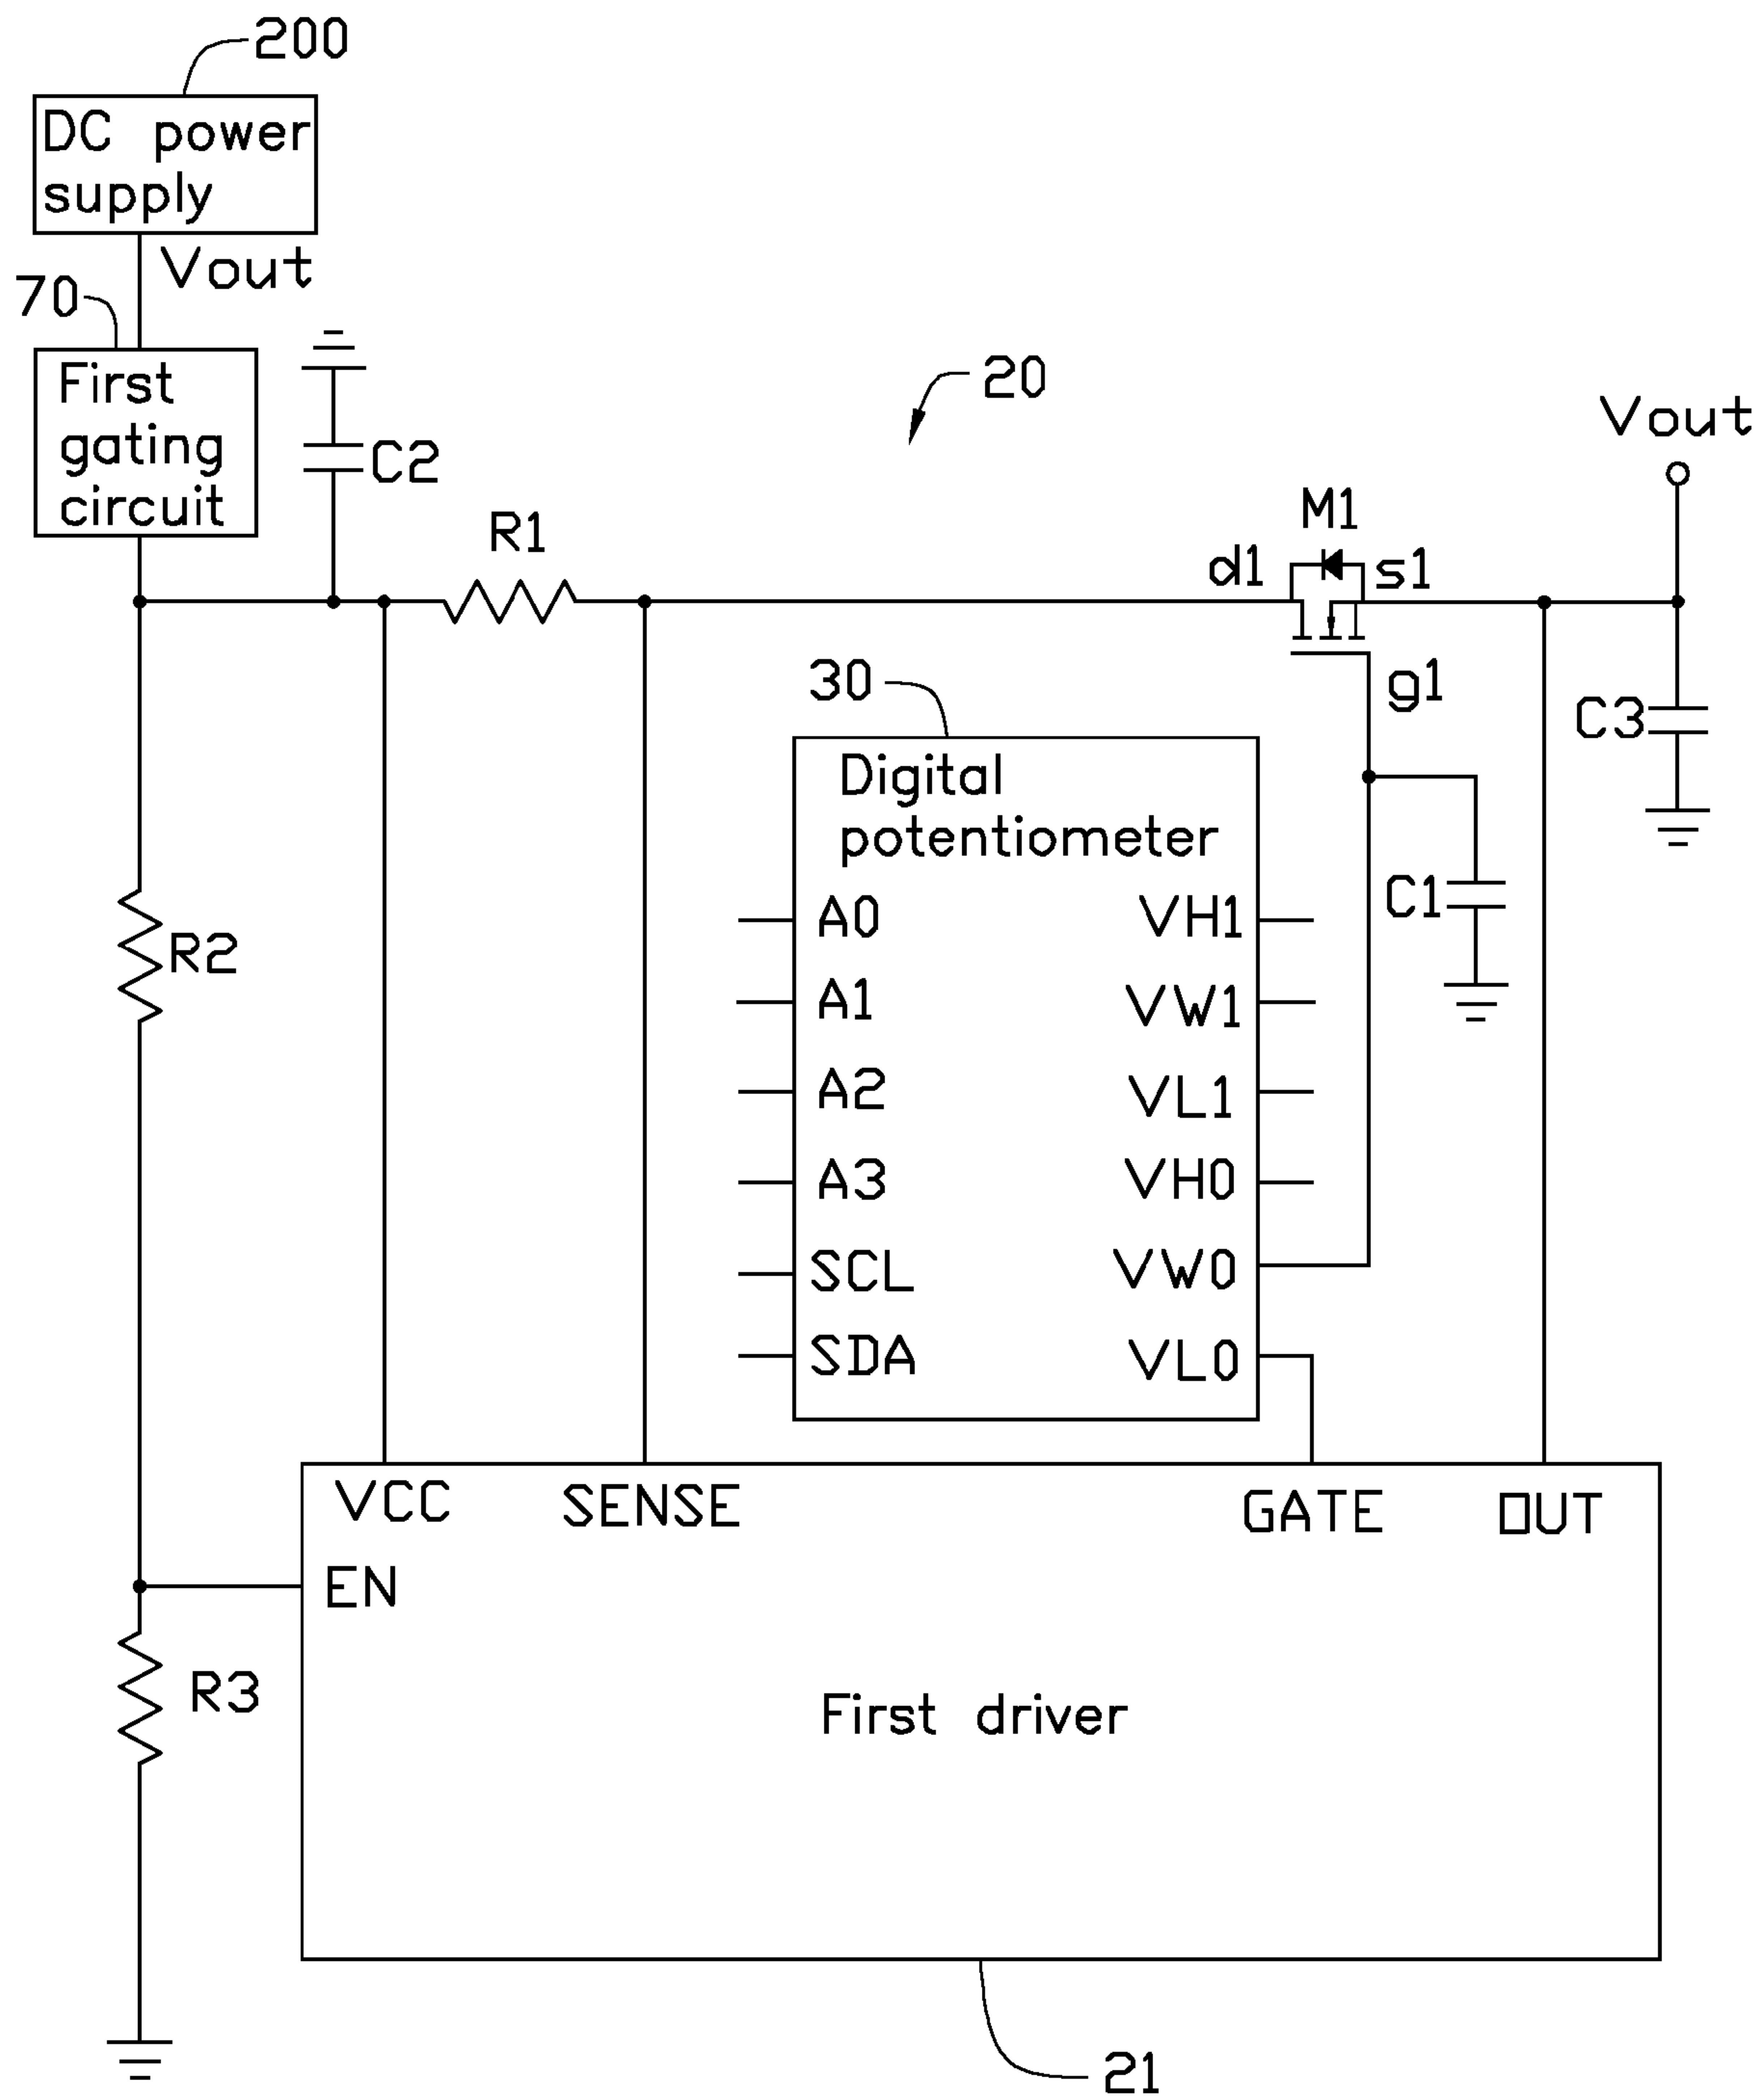 200
DC power
supply
Vout
70
First
gating
circuit
C2
20
Vout
R1
M1
d1
s1
g1
30
C3
Digital
potentiometer
C1
A0
VH1
R2
A1
VW1
A2
VL1
A3
VH0
SCL
VW0
SDA
VL0
VCC
SENSE
GATE
OUT
EN
R3
First driver
21